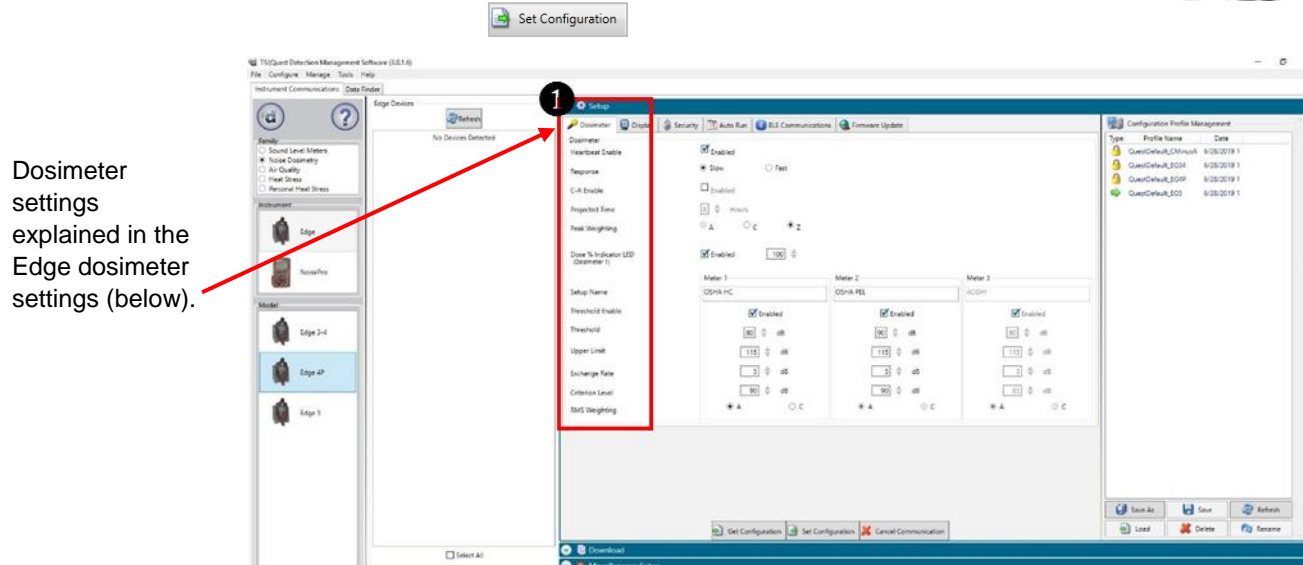 Set Configuration
TSI Quest Detection Management Software (3.0.1.6)
File Configure Manage Tools Help
Instrument Communications Data Finder
Dosimeter
settings
explained in the
Edge dosimeter
settings (below).
Family
Sound Level Meters
Noise Dosimetry
Air Quality
Heat Stress
Personal Heat Stress
Instrument
Edge
NoisePro
Model
Edge 3-4
Edge 4P
Edge 5
Edge Devices
Refresh
No Devices Detected
Select All
1
Setup
Dosimeter Display Security Auto Run BLE Communications Firmware Update
Dosimeter
Heartbeat Enable Enabled
Response Slow Fast
C-A Enable Enabled
Projected Time Hours
Peak Weighting A C Z
Dose % Indicator LED Enabled 100
(Dosimeter 1)
Meter 1 Meter 2 Meter 3
Setup Name OSHA HC OSHA PEL ACGIH
Threshold Enable Enabled Enabled Enabled
Threshold 80 dB 90 dB 80 dB
Upper Limit 115 dB 115 dB 115 dB
Exchange Rate dB dB dB
Criterion Level 90 dB 90 dB 85 dB
RMS Weighting A C A C A C
Get Configuration Set Configuration Cancel Communication
Download
Miscellaneous Setup
Configuration Profile Management
Type Profile Name Date
QuestDefault_CMinusA 6/28/2019 1
QuestDefault_EG34 6/28/2019 1
QuestDefault_EG4P 6/28/2019 1
QuestDefault_EG5 6/28/2019 1
Save As Save Refresh
Load Delete Rename